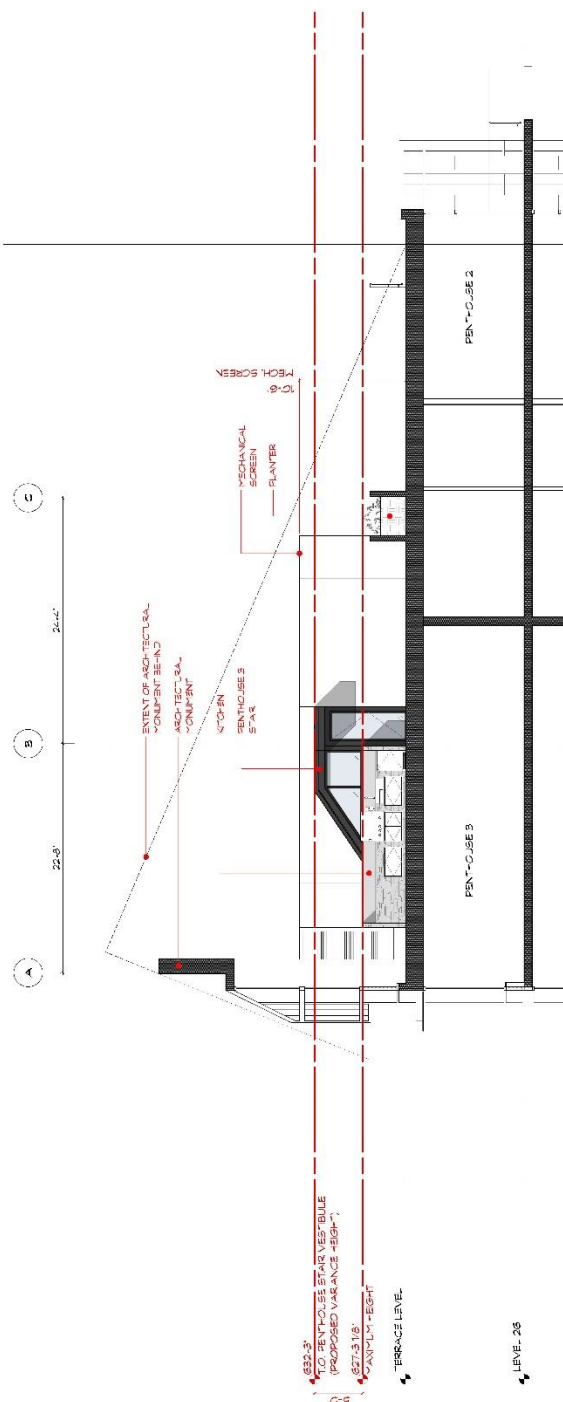 A
B
C
22'-8"
24'-4"
EXTENT OF ARCHITECTURAL
MONUMENT BEHIND
ARCHITECTURAL
MONUMENT
KITCHEN
PENTHOUSE 3
STAIR
MECHANICAL
SCREEN
PLANTER
10'-6"
MECH. SCREEN
632'-3"
T.O. PENTHOUSE STAIR VESTIBULE
(PROPOSED VARIANCE HEIGHT)
627'-3 1/8"
MAXIMUM HEIGHT
TERRACE LEVEL
PENTHOUSE 3
PENTHOUSE 2
LEVEL 26